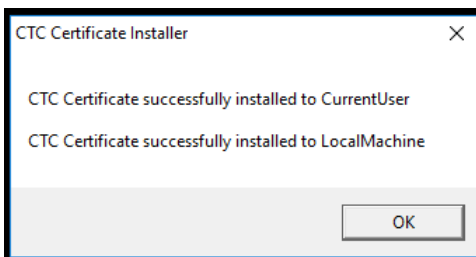 CTC Certificate Installer
CTC Certificate successfully installed to CurrentUser
CTC Certificate successfully installed to LocalMachine
OK